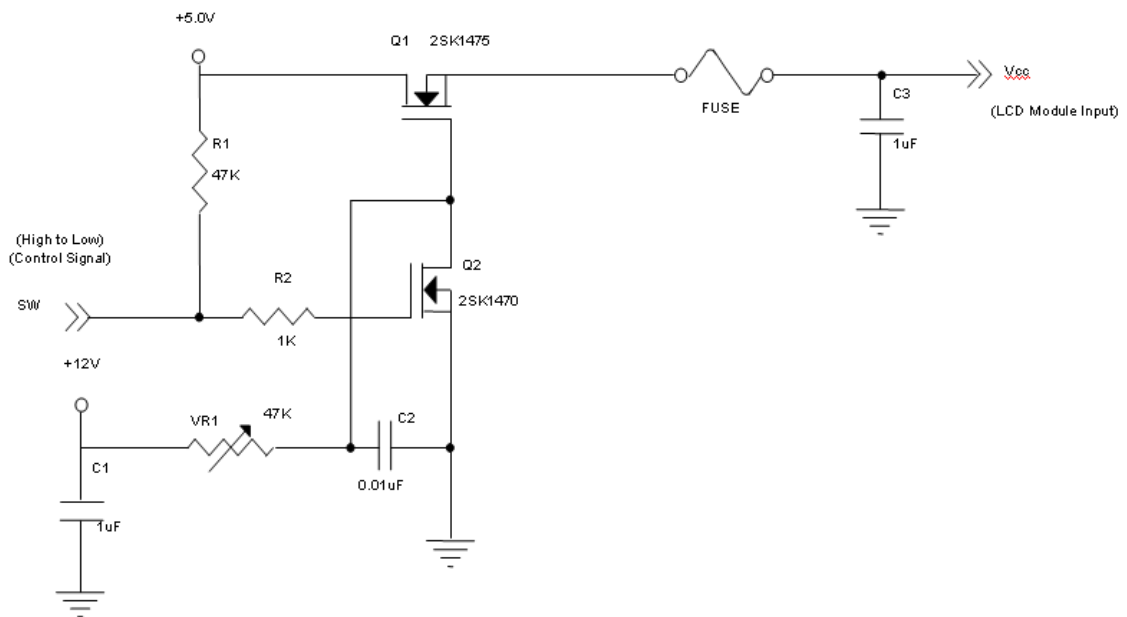 +5.0V
Q1 2SK1475
FUSE
C3
1uF
Vcc
(LCD Module Input)
R1
47K
(High to Low)
(Control Signal)
SW
R2
1K
Q2
2SK1470
+12V
VR1
47K
C2
0.01uF
C1
1uF